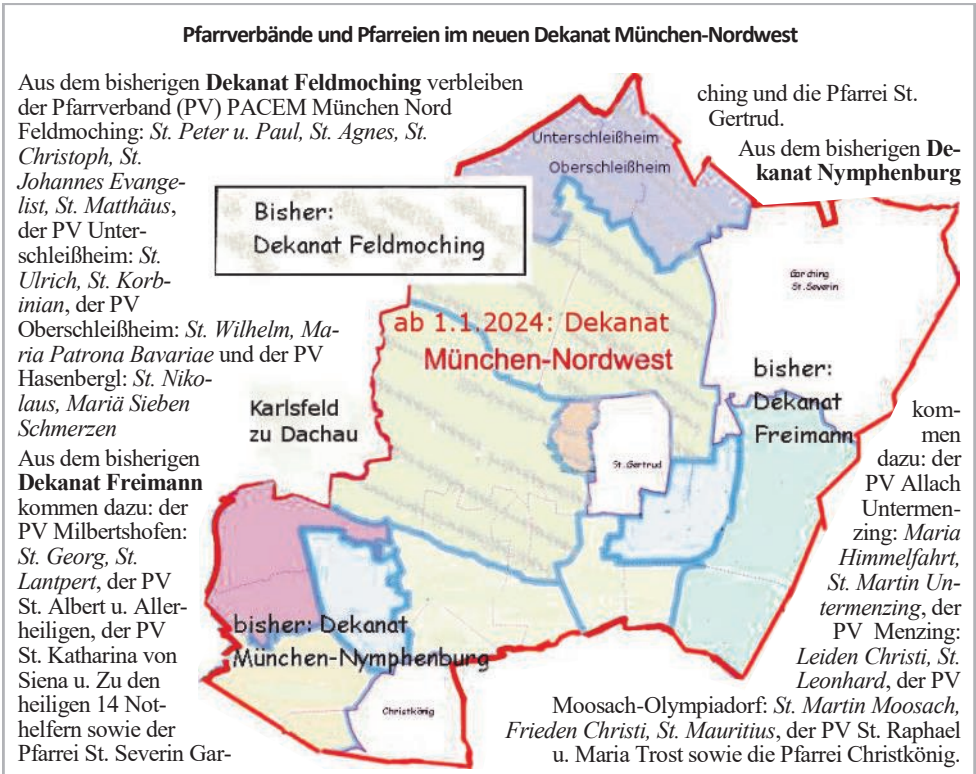 Pfarrverbände und Pfarreien im neuen Dekanat München-Nordwest
Aus dem bisherigen Dekanat Feldmoching verbleiben
der Pfarrverband (PV) PACEM München Nord
Feldmoching: St. Peter u. Paul, St. Agnes, St.
Christoph, St.
Johannes Evange-
list, St. Matthäus,
der PV Unter-
schleißheim: St.
Ulrich, St. Korb-
inian, der PV
Oberschleißheim: St. Wilhelm, Ma-
ria Patrona Bavariae und der PV
Hasenbergl: St. Niko-
laus, Mariä Sieben
Schmerzen
Aus dem bisherigen
Dekanat Freimann
kommen dazu: der
PV Milbertshofen:
St. Georg, St.
Lantpert, der PV
St. Albert u. Aller-
heiligen, der PV
St. Katharina von
Siena u. Zu den
heiligen 14 Not-
helfern sowie der
Pfarrei St. Severin Gar-
ching und die Pfarrei St.
Gertrud.
Aus dem bisherigen De-
kanat Nymphenburg
kom-
men
dazu: der
PV Allach
Untermen-
zing: Maria
Himmelfahrt,
St. Martin Un-
termenzing, der
PV Menzing:
Leiden Christi, St.
Leonhard, der PV
Moosach-Olympiadorf: St. Martin Moosach,
Frieden Christi, St. Mauritius, der PV St. Raphael
u. Maria Trost sowie die Pfarrei Christkönig.
Unterschleißheim
Oberschleißheim
Bisher:
Dekanat Feldmoching
Garching
St.Severin
ab 1.1.2024: Dekanat
München-Nordwest
bisher:
Dekanat
Freimann
Karlsfeld
zu Dachau
St.Gertrud
bisher: Dekanat
München-Nymphenburg
Christkönig